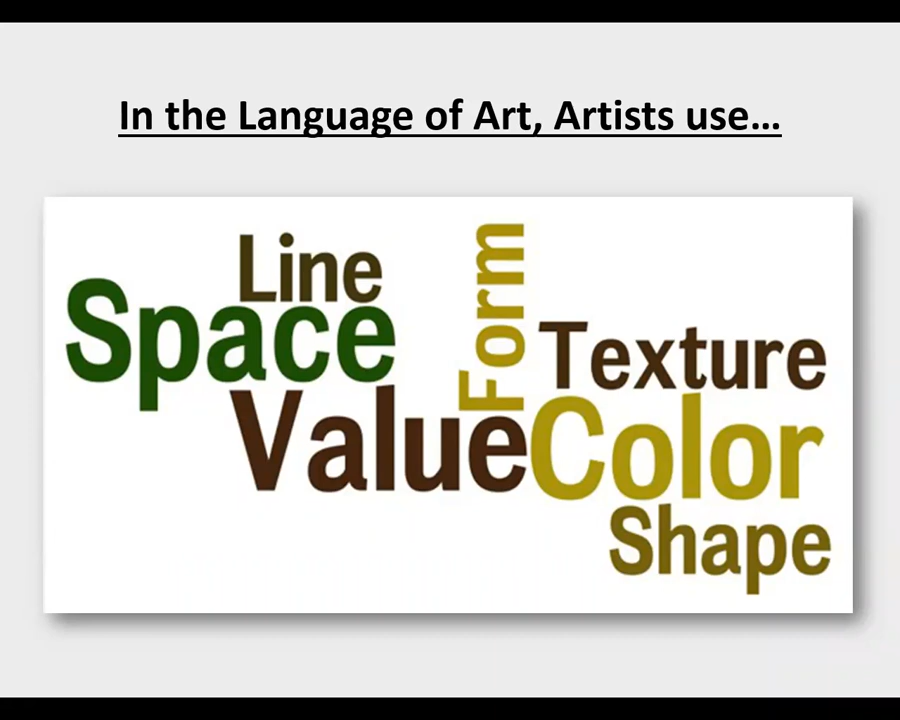 In the Language of Art, Artists use…
Line
Space
Form
Texture
Value
Color
Shape